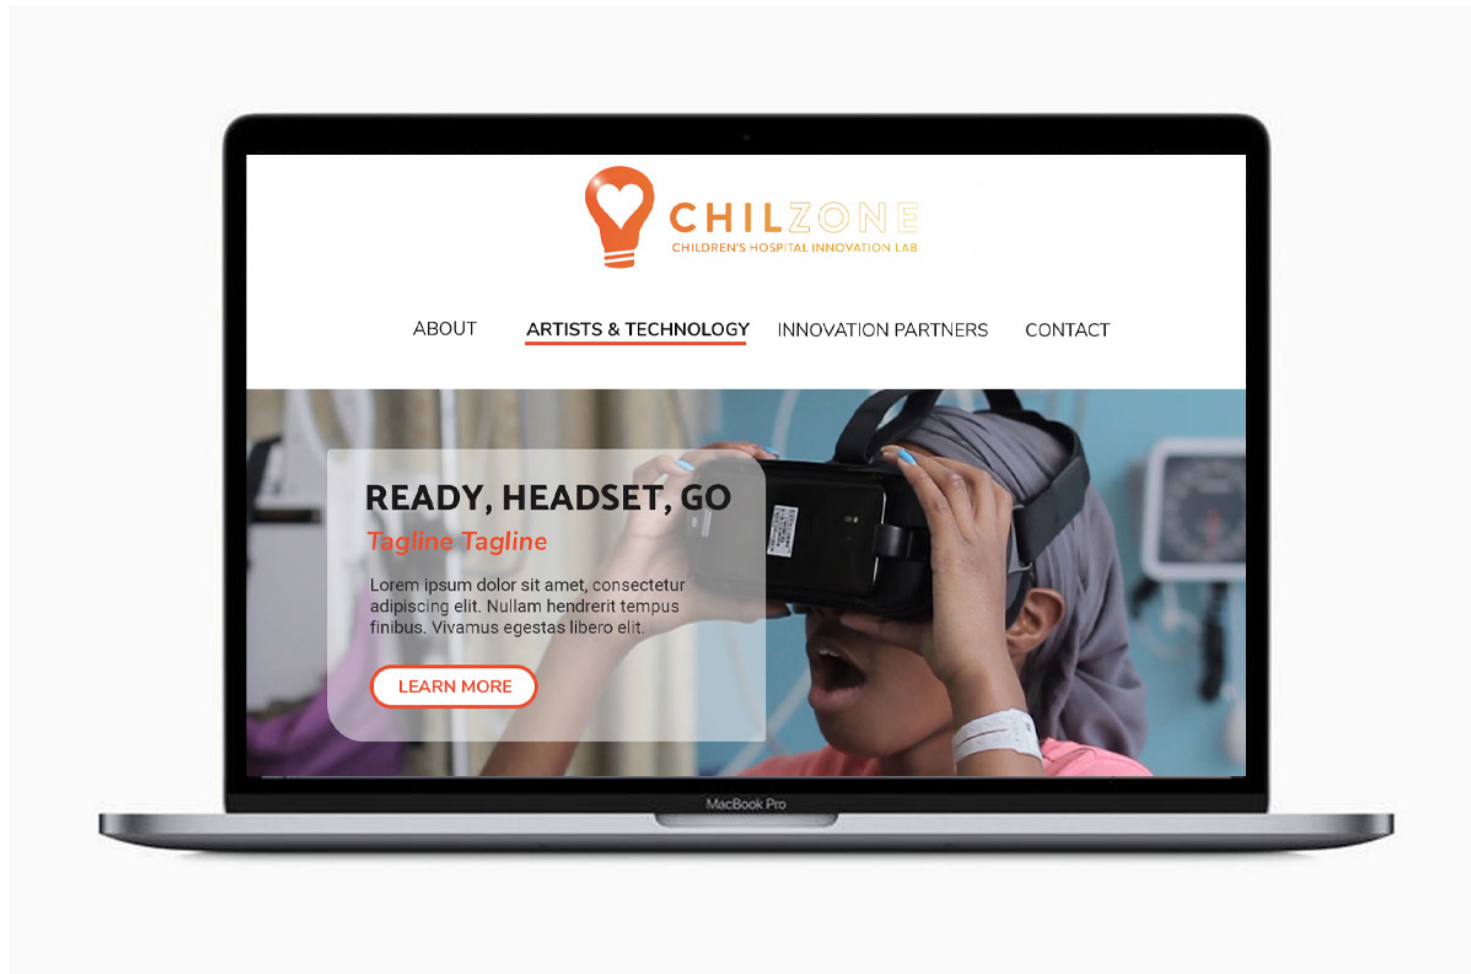 CHILZONE
CHILDREN'S HOSPITAL INNOVATION LAB
ABOUT ARTISTS & TECHNOLOGY INNOVATION PARTNERS CONTACT
READY, HEADSET, GO
Tagline Tagline
Lorem ipsum dolor sit amet, consectetur
adipiscing elit. Nullam hendrerit tempus
finibus. Vivamus egestas libero elit.
LEARN MORE
MacBook Pro